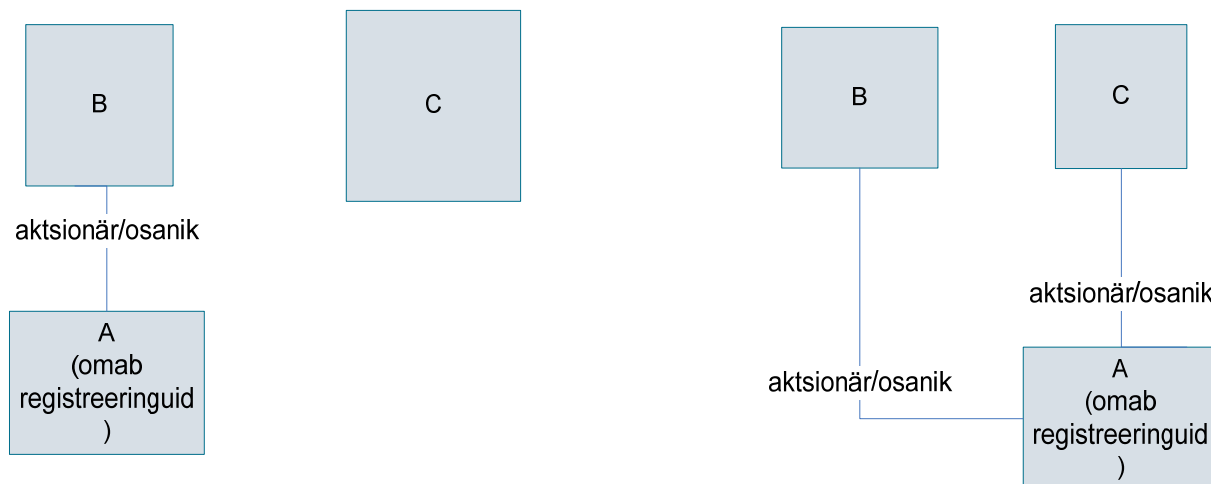 B
C
aktsionär/osanik
A
(omab
registreeringuid
)
B
C
aktsionär/osanik
aktsionär/osanik
A
(omab
registreeringuid
)